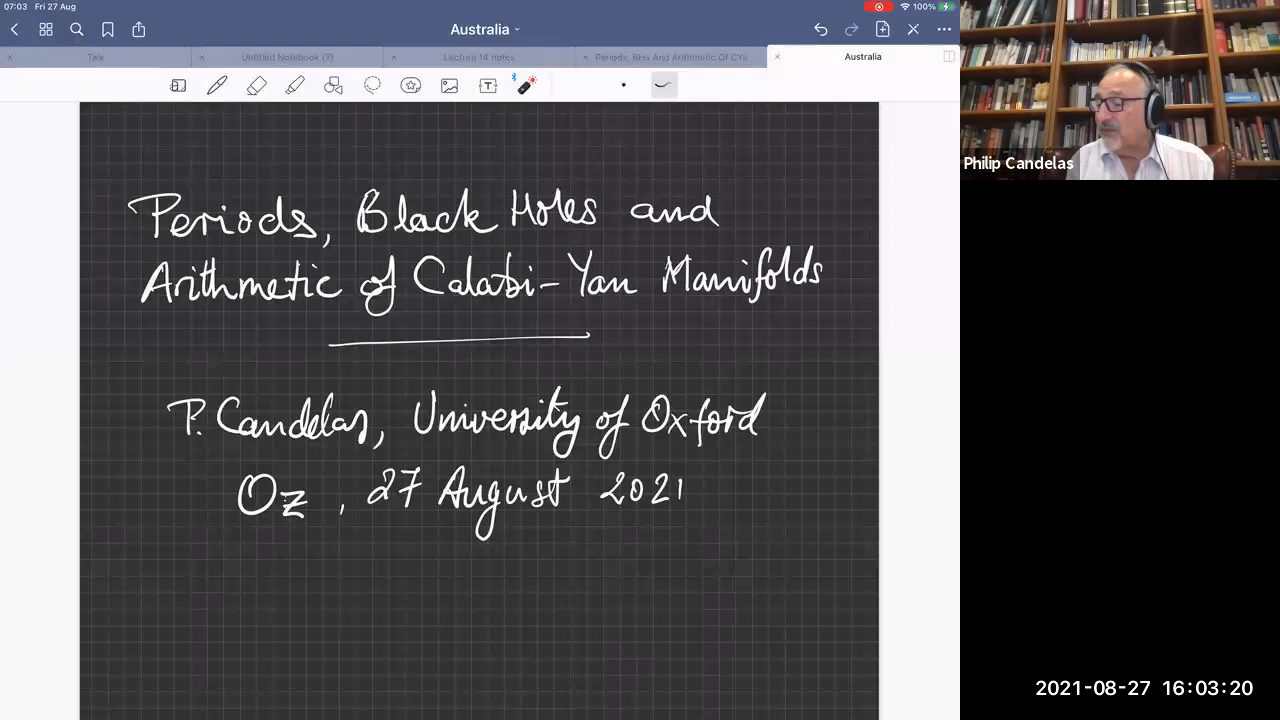 07:03 Fri 27 Aug
100%
Australia
Talk
Untitled Notebook (7)
Lecture 14 notes
Periods, BHs And Arithmetic Of CYs
Australia
Periods, Black Holes and
Arithmetic of Calabi-Yau Manifolds
P. Candelas, University of Oxford
Oz, 27 August 2021
Philip Candelas
2021-08-27 16:03:20